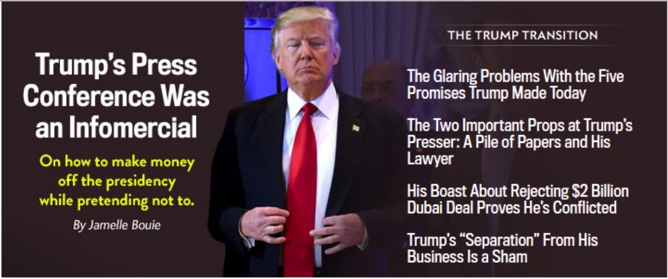 Trump's Press
Conference Was
an Infomercial
On how to make money
off the presidency
while pretending not to.
By Jamelle Bouie
THE TRUMP TRANSITION
The Glaring Problems With the Five
Promises Trump Made Today
The Two Important Props at Trump's
Presser: A Pile of Papers and His
Lawyer
His Boast About Rejecting $2 Billion
Dubai Deal Proves He's Conflicted
Trump's “Separation” From His
Business Is a Sham